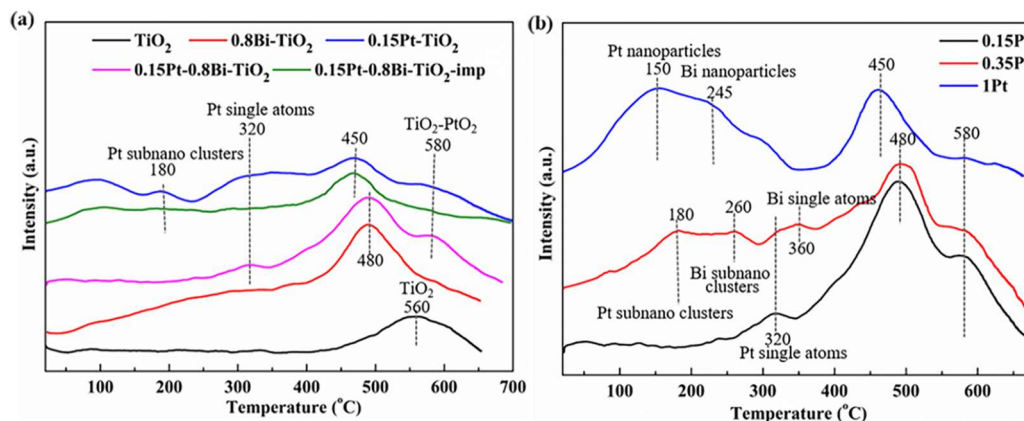 (a)
TiO₂ 0.8Bi-TiO₂ 0.15Pt-TiO₂
0.15Pt-0.8Bi-TiO₂ 0.15Pt-0.8Bi-TiO₂-imp
Pt single atoms
320
Pt subnano clusters
180
450
TiO₂-PtO₂
580
480
TiO₂
560
Intensity (a.u.)
100 200 300 400 500 600 700
Temperature (°C)
(b)
0.15P
0.35P
1Pt
Pt nanoparticles
150
Bi nanoparticles
245
450
480
580
Bi single atoms
180
260
360
Bi subnano
clusters
Pt subnano clusters
320
Pt single atoms
Intensity (a.u.)
100 200 300 400 500 600
Temperature (°C)